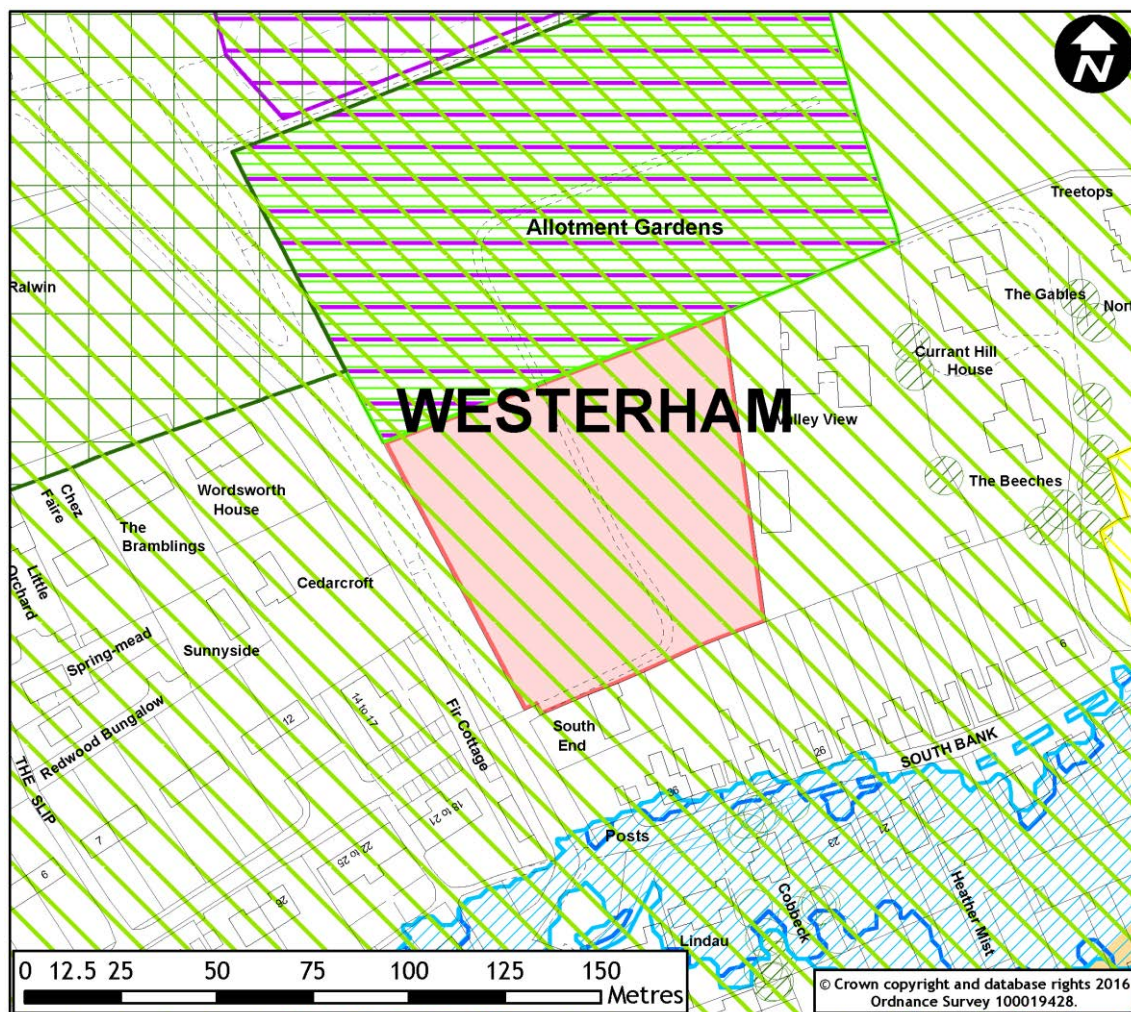 N
Treetops
Allotment Gardens
Ralwin
The Gables
Nort
Currant Hill
House
WESTERHAM
Valley View
Wordsworth
House
The Beeches
Chez
Faire
The
Bramblings
Little
Orchard
Cedarcroft
Spring-mead
Sunnyside
6
14 to 17
Redwood Bungalow
12
Fir Cottage
South
End
SOUTH BANK
26
THE SLIP
36
18 to 21
Posts
7
21
23
22 to 25
9
26
Cobbeck
Heather Mist
Lindau
0 12.5 25 50 75 100 125 150
Metres
© Crown copyright and database rights 2016
Ordnance Survey 100019428.